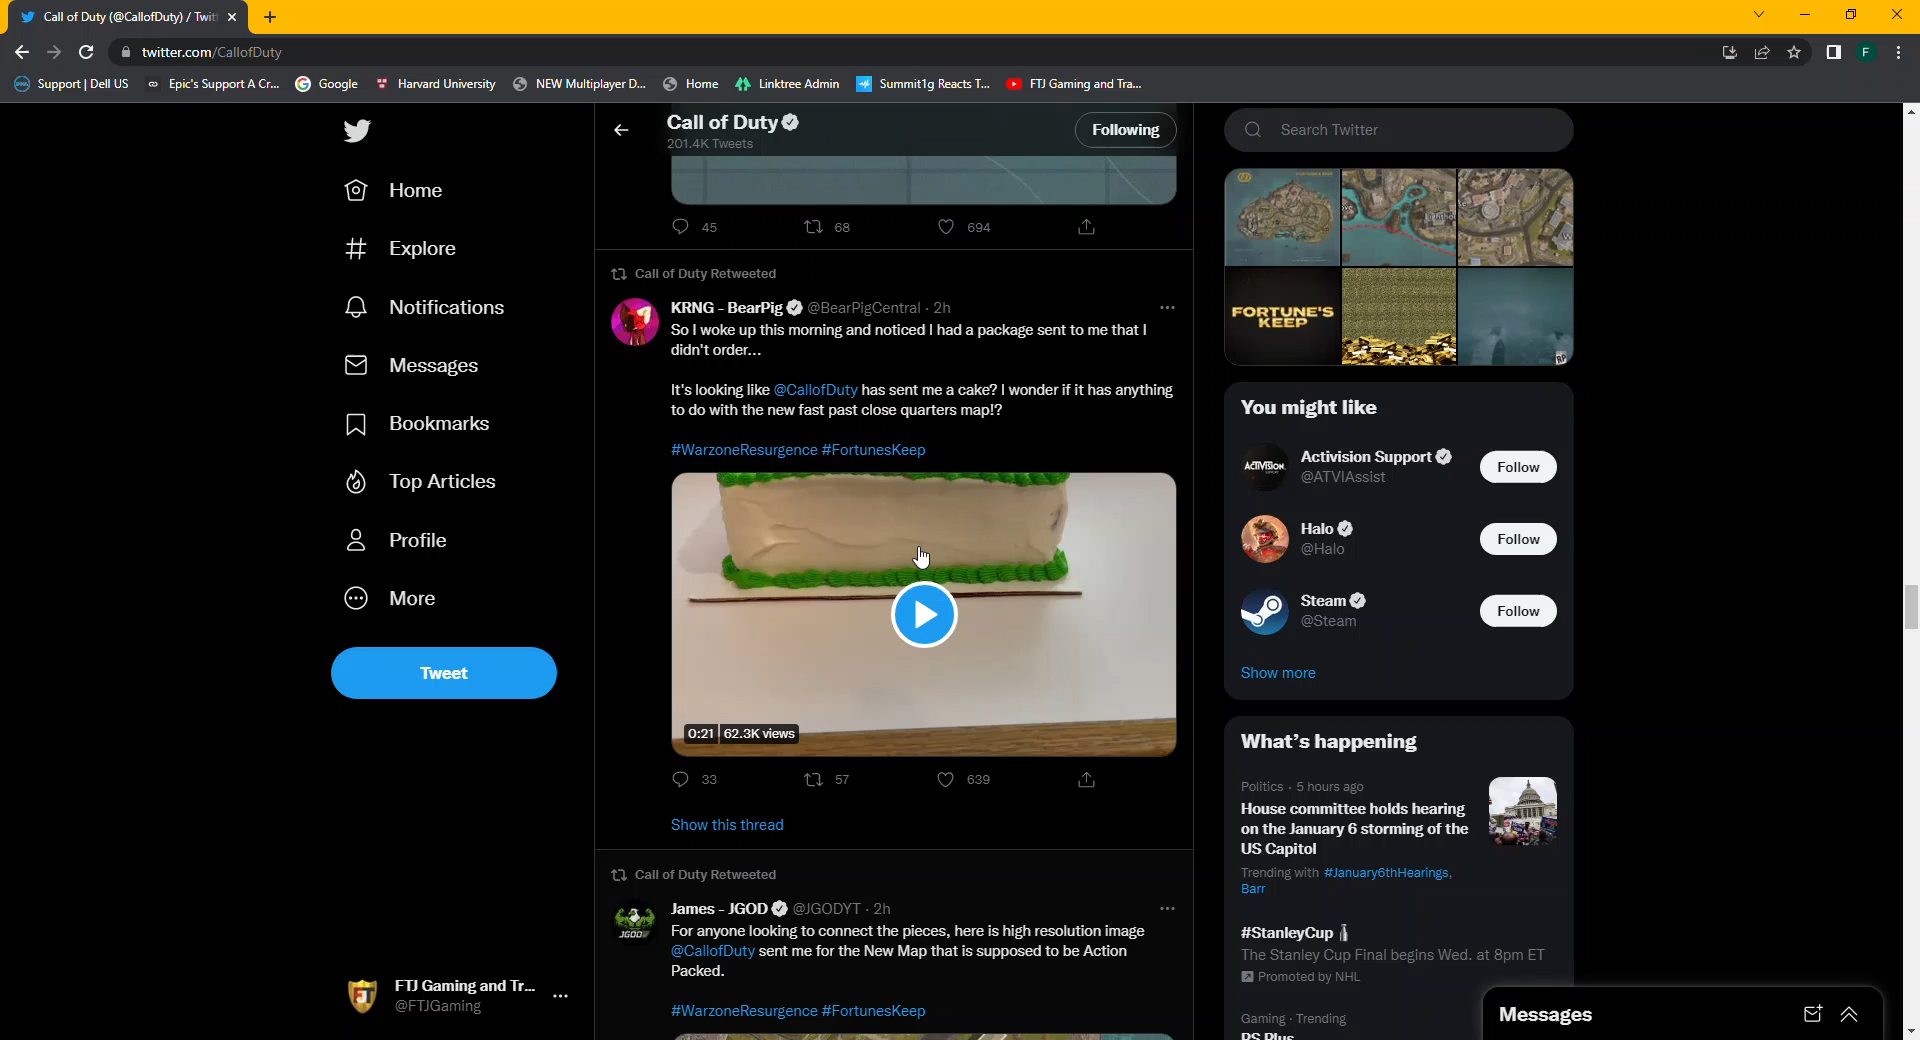 Call of Duty (@CallofDuty) / Twit
twitter.com/CallofDuty
F
Support | Dell US
Epic's Support A Cr...
Google
Harvard University
NEW Multiplayer D...
Home
Linktree Admin
Summit1g Reacts T...
FTJ Gaming and Tra...
Home
Explore
Notifications
Messages
Bookmarks
Top Articles
Profile
More
Tweet
FTJ Gaming and Tr...
@FTJGaming
Call of Duty
201.4K Tweets
Following
45
68
694
Call of Duty Retweeted
KRNG - BearPig @BearPigCentral · 2h
So I woke up this morning and noticed I had a package sent to me that I
didn't order...
It's looking like @CallofDuty has sent me a cake? I wonder if it has anything
to do with the new fast past close quarters map!?
#WarzoneResurgence #FortunesKeep
0:21 62.3K views
33
57
639
Show this thread
Call of Duty Retweeted
JGOD
James - JGOD @JGODYT · 2h
For anyone looking to connect the pieces, here is high resolution image
@CallofDuty sent me for the New Map that is supposed to be Action
Packed.
#WarzoneResurgence #FortunesKeep
Search Twitter
FORTUNE'S
KEEP
You might like
ACTIVISION
Activision Support
@ATVIAssist
Follow
Halo
@Halo
Follow
Steam
@Steam
Follow
Show more
What's happening
Politics · 5 hours ago
House committee holds hearing
on the January 6 storming of the
US Capitol
Trending with #January6thHearings,
Barr
#StanleyCup
The Stanley Cup Final begins Wed. at 8pm ET
Promoted by NHL
Gaming · Trending
PS Plus
Messages